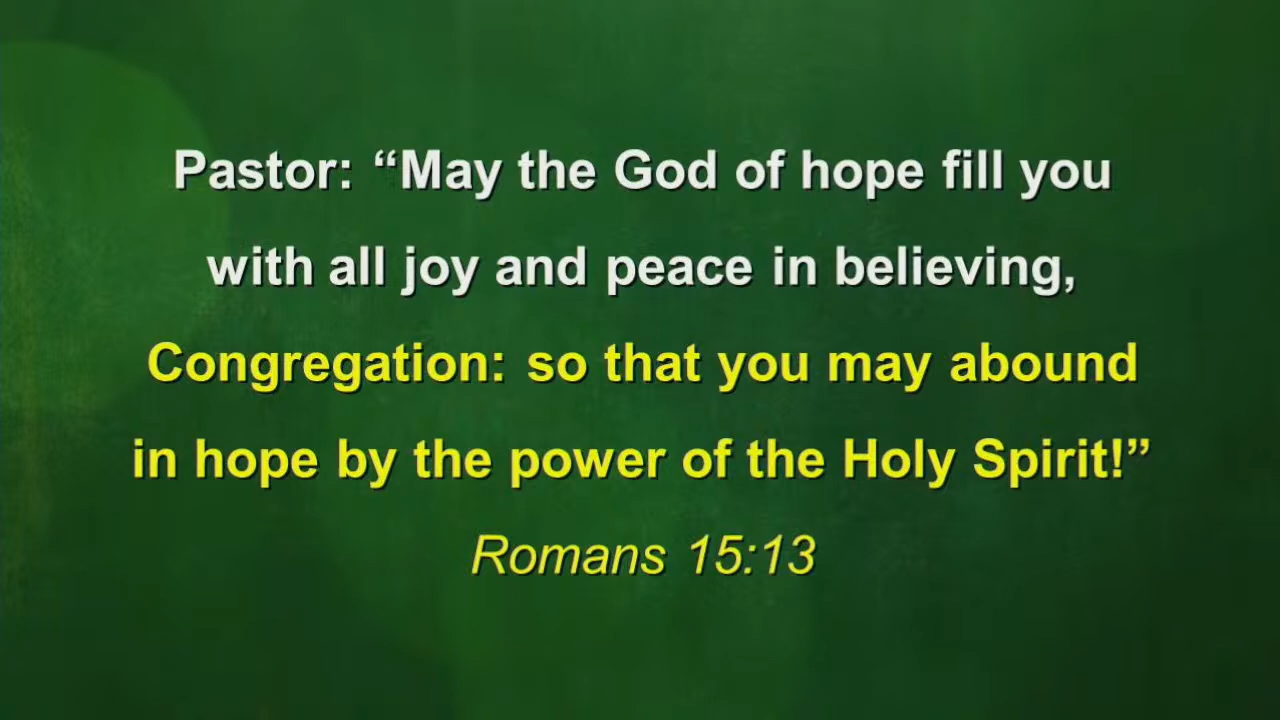 Pastor: “May the God of hope fill you
with all joy and peace in believing,
Congregation: so that you may abound
in hope by the power of the Holy Spirit!”
Romans 15:13